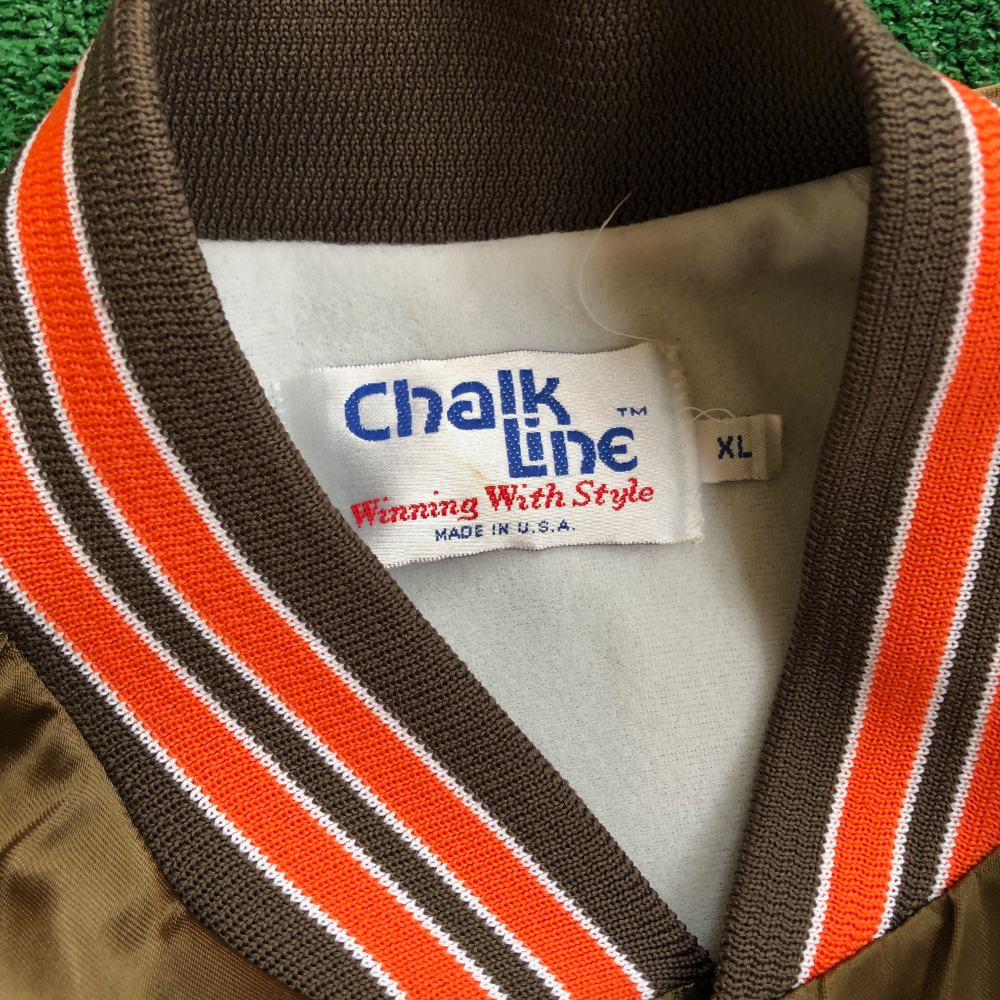 Chalk
Line™
Winning With Style
MADE IN U.S.A.
XL